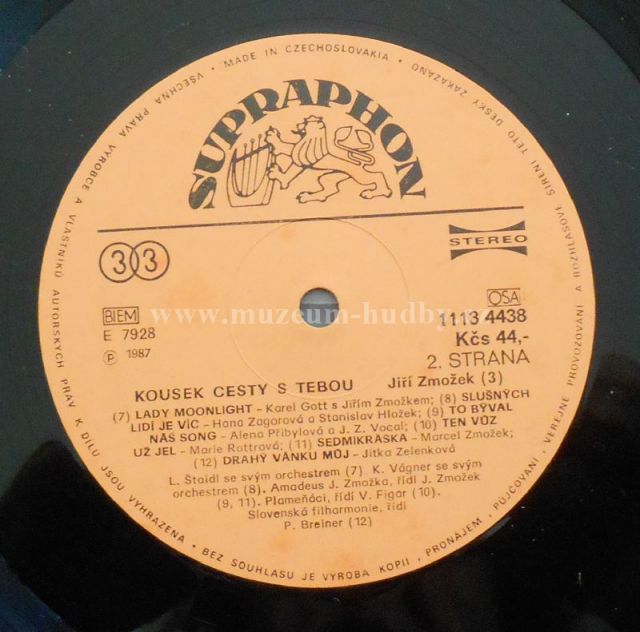 VŠECHNA PRÁVA VÝROBCE A VLASTNÍKŮ AUTORSKÝCH PRÁV K DÍLU JSOU VYHRAZENA • BEZ SOUHLASU JE VÝROBA KOPIÍ, PRONÁJEM, PŮJČOVÁNÍ, VEŘEJNÉ PROVOZOVÁNÍ A ROZHLASOVÉ ŠÍŘENÍ TÉTO DESKY ZAKÁZÁNO • MADE IN CZECHOSLOVAKIA •
SUPRAPHON
33
STEREO
BIEM
OSA
E 7928
1113 4438
℗ 1987
Kčs 44,-
2. STRANA
www.muzeum-hudby.cz
KOUSEK CESTY S TEBOU Jiří Zmožek (3)
(7) LADY MOONLIGHT – Karel Gott s Jiřím Zmožkem; (8) SLUŠNÝCH
LIDÍ JE VÍC – Hana Zagorová a Stanislav Hložek; (9) TO BÝVAL
NÁŠ SONG – Alena Přibylová a J. Z. Vocal; (10) TEN VŮZ
UŽ JEL – Marie Rottrová; (11) SEDMIKRÁSKA – Marcel Zmožek;
(12) DRAHÝ VÁNKU MŮJ – Jitka Zelenková
L. Štaidl se svým orchestrem (7) K. Vágner se svým
orchestrem (8). Amadeus J. Zmožka, řídí J. Zmožek
(9, 11). Plameňáci, řídí V. Figar (10).
Slovenská filharmonie, řídí
P. Breiner (12)